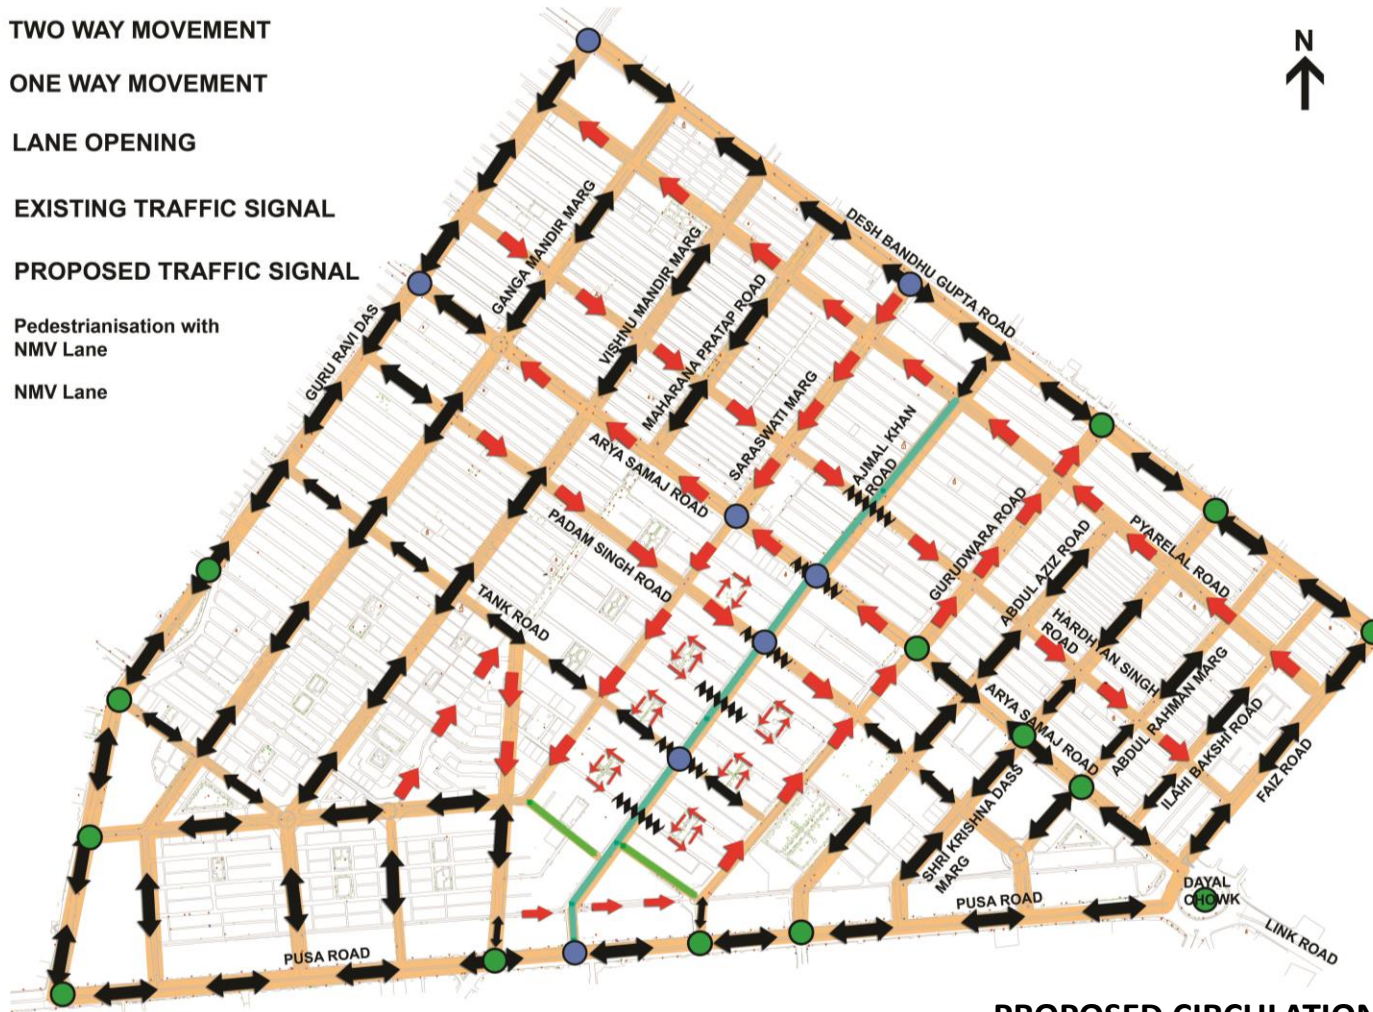 TWO WAY MOVEMENT
ONE WAY MOVEMENT
LANE OPENING
EXISTING TRAFFIC SIGNAL
PROPOSED TRAFFIC SIGNAL
Pedestrianisation with
NMV Lane
NMV Lane
N
DESH BANDHU GUPTA ROAD
GANGA MANDIR MARG
VISHNU MANDIR MARG
MAHARANA PRATAP ROAD
GURU RAVI DAS
SARASWATI MARG
AJMAL KHAN
ROAD
ARYA SAMAJ ROAD
PADAM SINGH ROAD
GURUDWARA ROAD
ABDUL AZIZ ROAD
PYARELAL ROAD
TANK ROAD
HARDHYAN SINGH
ROAD
ABDUL RAHMAN MARG
ARYA SAMAJ ROAD
ILAHI BAKSHI ROAD
FAIZ ROAD
SHRI KRISHNA DASS
MARG
DAYAL
CHOWK
PUSA ROAD
LINK ROAD
PUSA ROAD
PROPOSED CIRCULATION